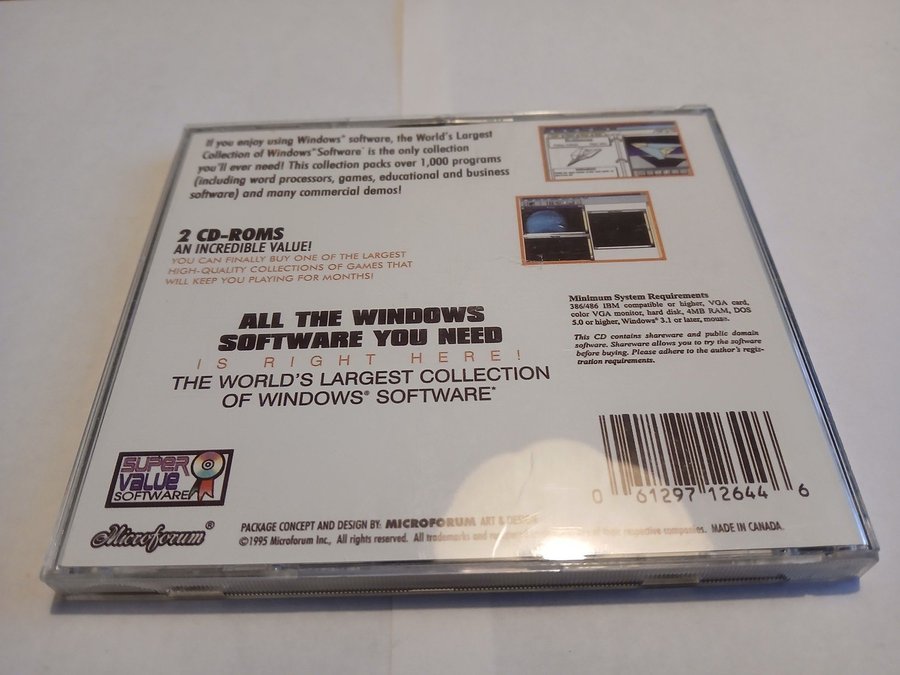 If you enjoy using Windows® software, the World's Largest
Collection of Windows® Software* is the only collection
you'll ever need! This collection packs over 1,000 programs
(including word processors, games, educational and business
software) and many commercial demos!
2 CD-ROMS
AN INCREDIBLE VALUE!
YOU CAN FINALLY BUY ONE OF THE LARGEST
HIGH-QUALITY COLLECTIONS OF GAMES THAT
WILL KEEP YOU PLAYING FOR MONTHS!
ALL THE WINDOWS
SOFTWARE YOU NEED
IS RIGHT HERE!
THE WORLD'S LARGEST COLLECTION
OF WINDOWS® SOFTWARE*
Minimum System Requirements
386/486 IBM compatible or higher, VGA card,
color VGA monitor, hard disk, 4MB RAM, DOS
5.0 or higher, Windows® 3.1 or later, mouse.
This CD contains shareware and public domain
software. Shareware allows you to try the software
before buying. Please adhere to the author's regis-
tration requirements.
SUPER
VALUE
SOFTWARE
0 61297 12644 6
Microforum®
PACKAGE CONCEPT AND DESIGN BY: MICROFORUM ART & DESIGN
©1995 Microforum Inc., All rights reserved. All trademarks and of their respective companies. MADE IN CANADA.